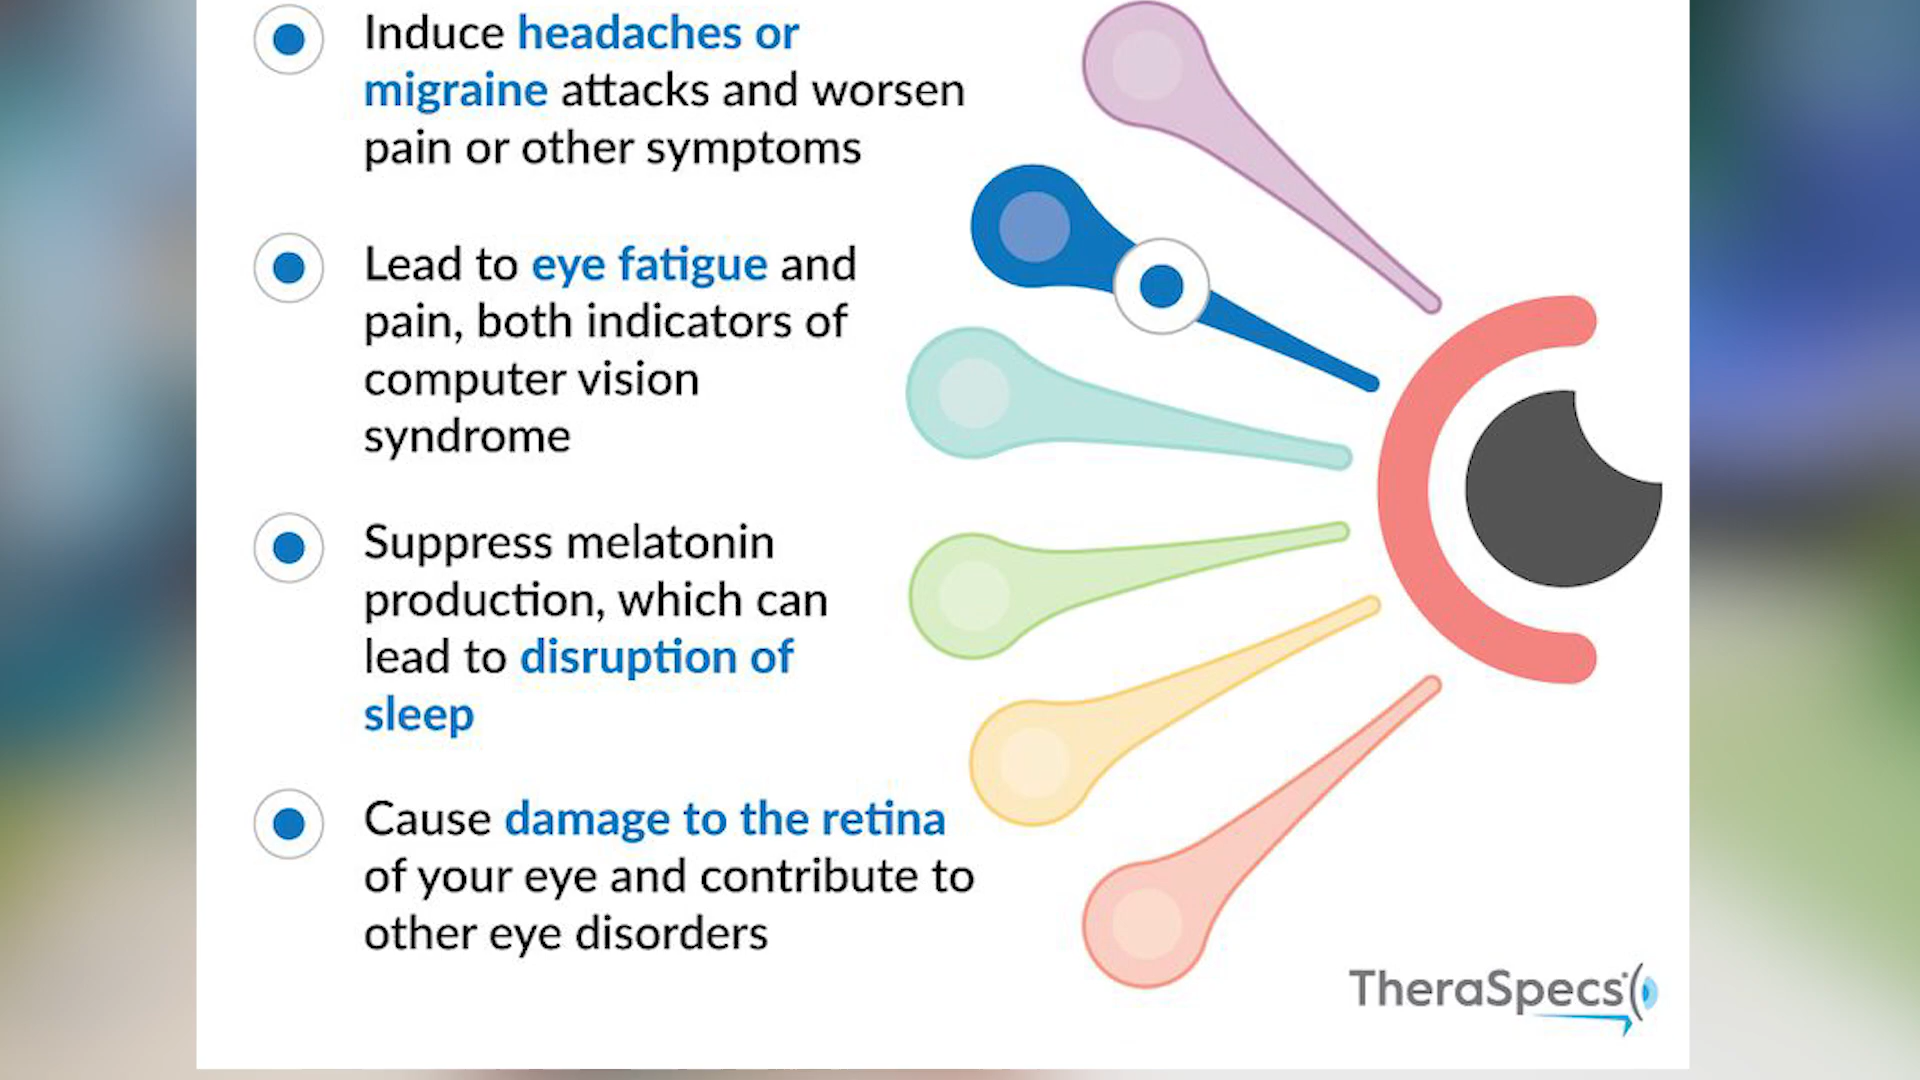 Induce headaches or
migraine attacks and worsen
pain or other symptoms
Lead to eye fatigue and
pain, both indicators of
computer vision
syndrome
Suppress melatonin
production, which can
lead to disruption of
sleep
Cause damage to the retina
of your eye and contribute to
other eye disorders
TheraSpecs